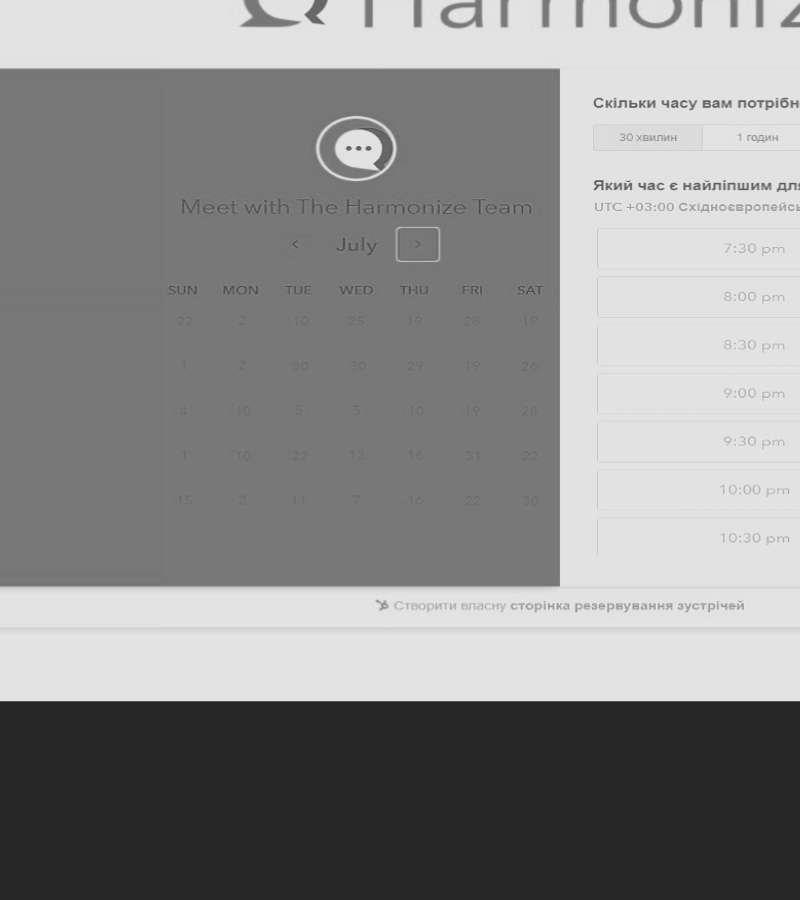 Harmoniz
Meet with The Harmonize Team
July
SUN MON TUE WED THU FRI SAT
22 2 10 25 19 28 19
1 2 30 30 29 19 26
4 10 5 5 10 19 26
1 10 22 13 16 31 22
15 2 11 7 16 22 30
Скільки часу вам потрібн
30 хвилин 1 годин
Який час є найліпшим для
UTC +03:00 Східноєвропейсь
7:30 pm
8:00 pm
8:30 pm
9:00 pm
9:30 pm
10:00 pm
10:30 pm
Створити власну сторінка резервування зустрічей